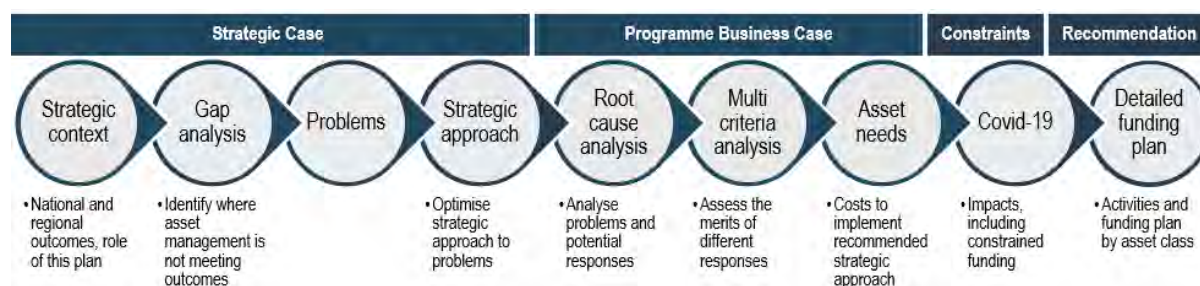 Strategic Case
Programme Business Case
Constraints
Recommendation
Strategic
context
Gap
analysis
Problems
Strategic
approach
Root
cause
analysis
Multi
criteria
analysis
Asset
needs
Covid-19
Detailed
funding
plan
•National and
regional
outcomes, role
of this plan
•Identify where
asset
management is
not meeting
outcomes
•Optimise
strategic
approach to
problems
•Analyse
problems and
potential
responses
•Assess the
merits of
different
responses
•Costs to
implement
recommended
strategic
approach
•Impacts,
including
constrained
funding
•Activities and
funding plan
by asset class